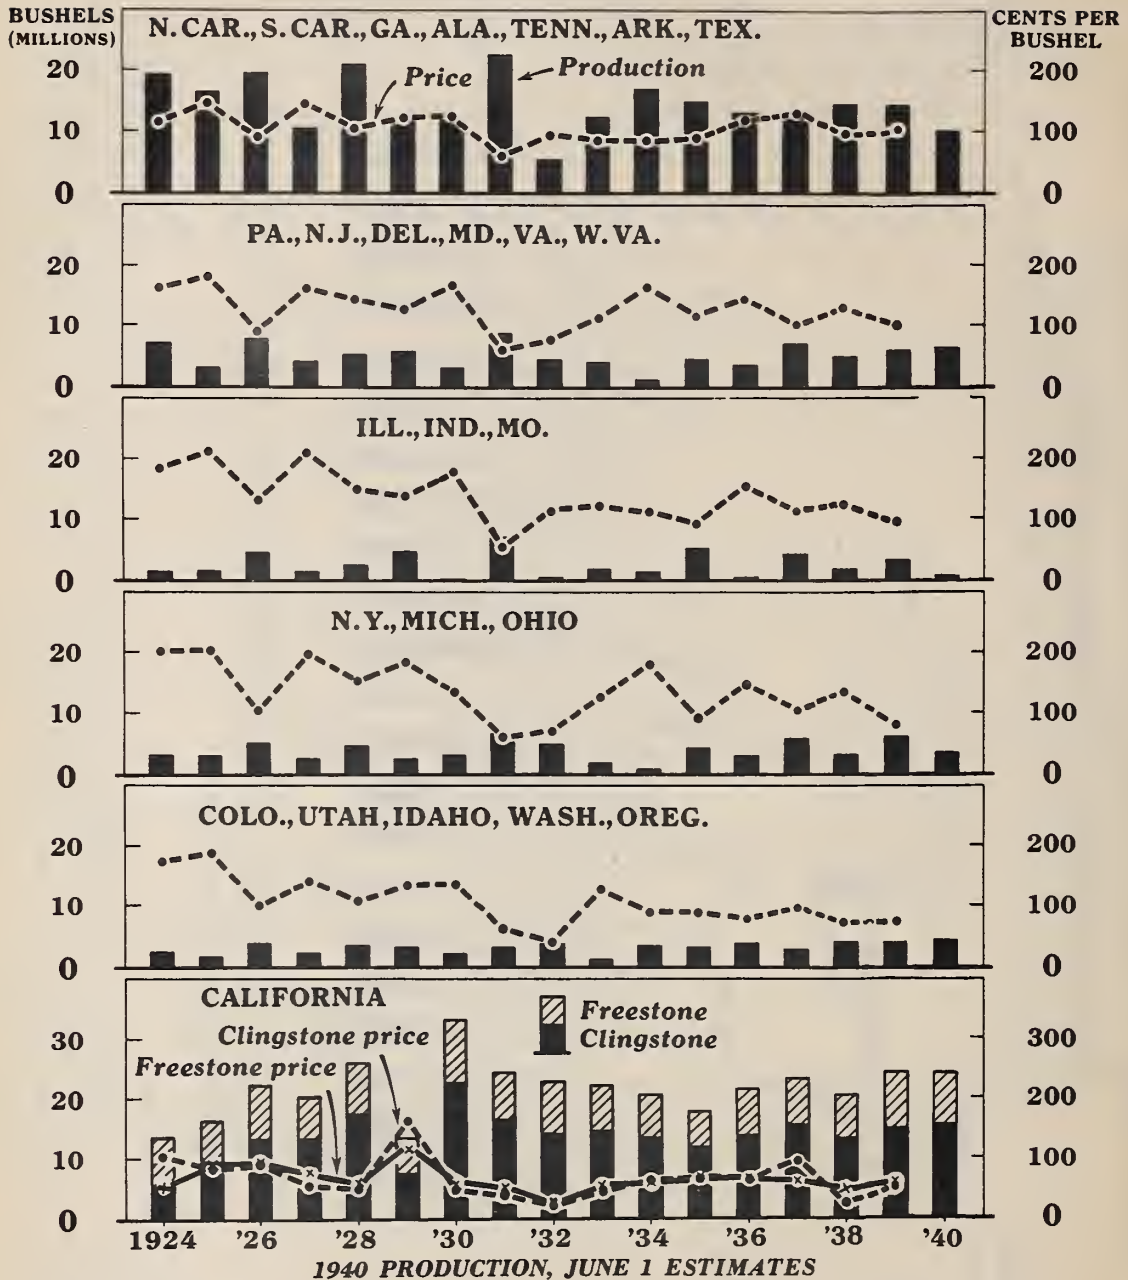 BUSHELS
(MILLIONS)
CENTS PER
BUSHEL
N. CAR., S. CAR., GA., ALA., TENN., ARK., TEX.
Price
Production
20
10
0
200
100
0
PA., N. J., DEL., MD., VA., W. VA.
20
10
0
200
100
0
ILL., IND., MO.
20
10
0
200
100
0
N. Y., MICH., OHIO
20
10
0
200
100
0
COLO., UTAH, IDAHO, WASH., OREG.
20
10
0
200
100
0
CALIFORNIA
Freestone
Clingstone
Clingstone price
Freestone price
30
20
10
0
300
200
100
0
1924 '26 '28 '30 '32 '34 '36 '38 '40
1940 PRODUCTION, JUNE 1 ESTIMATES